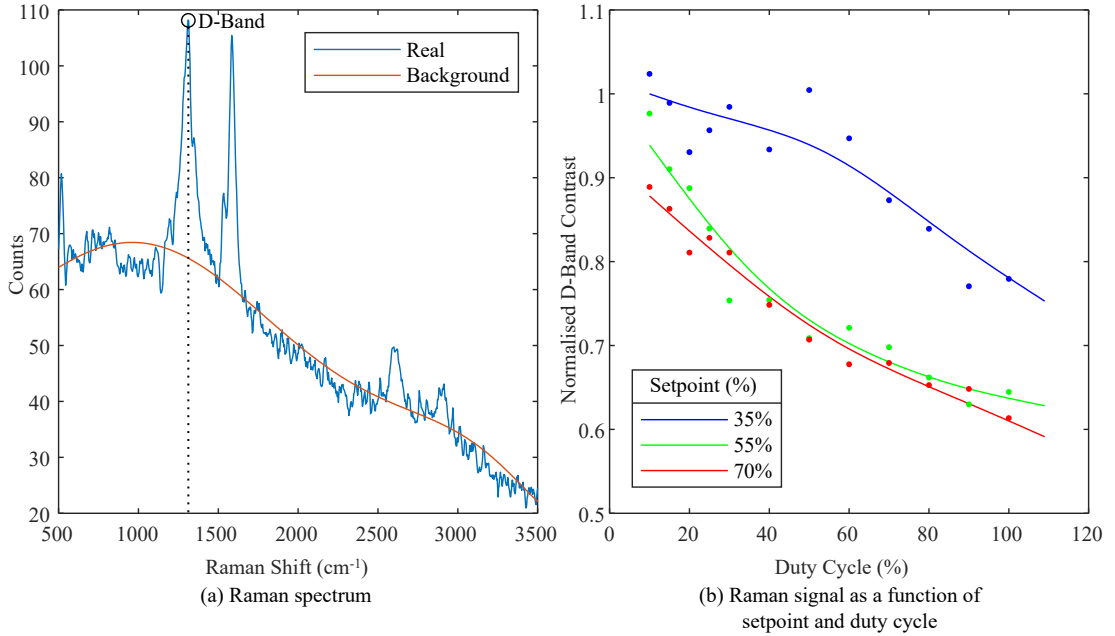 110
100
90
80
70
60
50
40
30
20
Counts
D-Band
Real
Background
500 1000 1500 2000 2500 3000 3500
Raman Shift (cm⁻¹)
(a) Raman spectrum
1.1
1
0.9
0.8
0.7
0.6
0.5
Normalised D-Band Contrast
Setpoint (%)
35%
55%
70%
0 20 40 60 80 100 120
Duty Cycle (%)
(b) Raman signal as a function of
setpoint and duty cycle